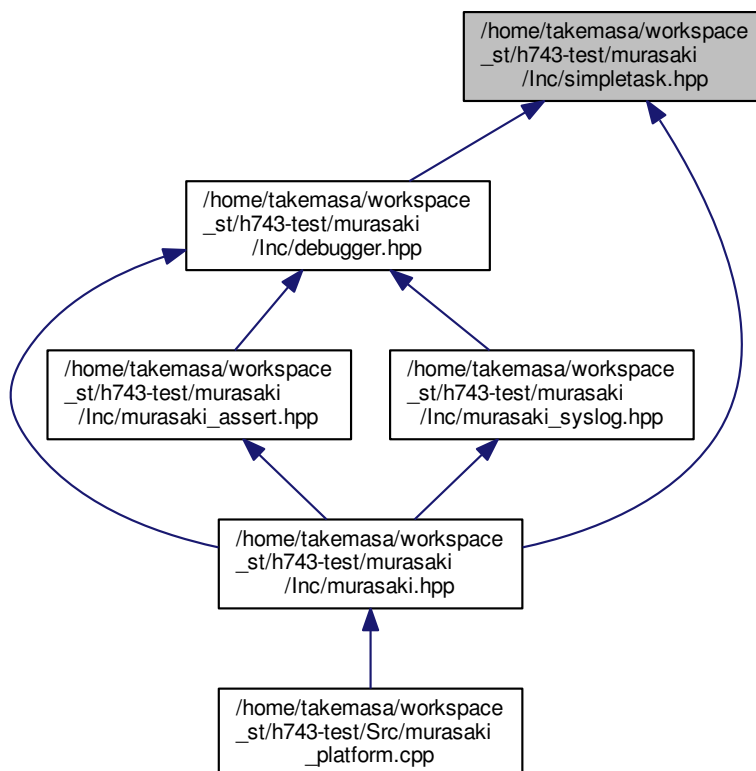 /home/takemasa/workspace
_st/h743-test/murasaki
/Inc/simpletask.hpp
/home/takemasa/workspace
_st/h743-test/murasaki
/Inc/debugger.hpp
/home/takemasa/workspace
_st/h743-test/murasaki
/Inc/murasaki_assert.hpp
/home/takemasa/workspace
_st/h743-test/murasaki
/Inc/murasaki_syslog.hpp
/home/takemasa/workspace
_st/h743-test/murasaki
/Inc/murasaki.hpp
/home/takemasa/workspace
_st/h743-test/Src/murasaki
_platform.cpp